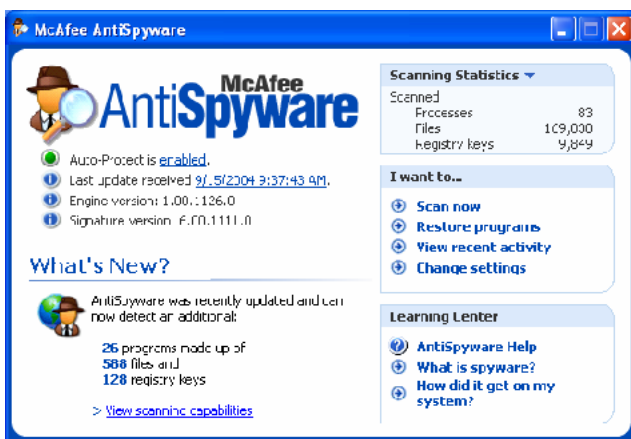 McAfee AntiSpyware
McAfee
AntiSpyware
Auto-Protect is enabled.
Last update received 9/15/2004 9:37:43 AM.
Engine version: 1.00.1126.0
Signature version: 6.00.1111.0
What's New?
AntiSpyware was recently updated and can
now detect an additional:
26 programs made up of
588 files and
128 registry keys
> View scanning capabilities
Scanning Statistics
Scanned
Processes 83
Files 169,000
Registry keys 9,849
I want to...
Scan now
Restore programs
View recent activity
Change settings
Learning Center
AntiSpyware Help
What is spyware?
How did it get on my
system?